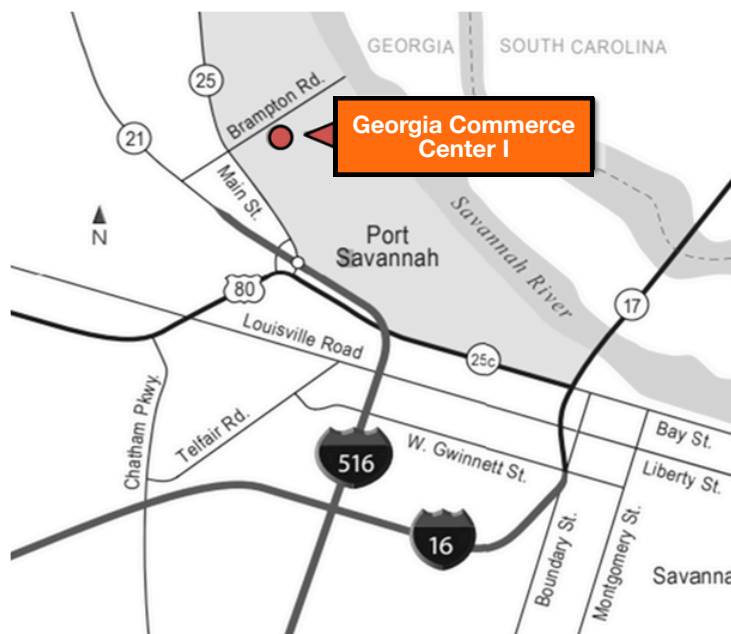 GEORGIA
SOUTH CAROLINA
25
Brampton Rd.
Georgia Commerce
Center I
21
Main St.
N
Port
Savannah
Savannah River
80
17
Louisville Road
25c
Chatham Pkwy.
Telfair Rd.
516
W. Gwinnett St.
Bay St.
Liberty St.
16
Boundary St.
Montgomery St.
Savanna